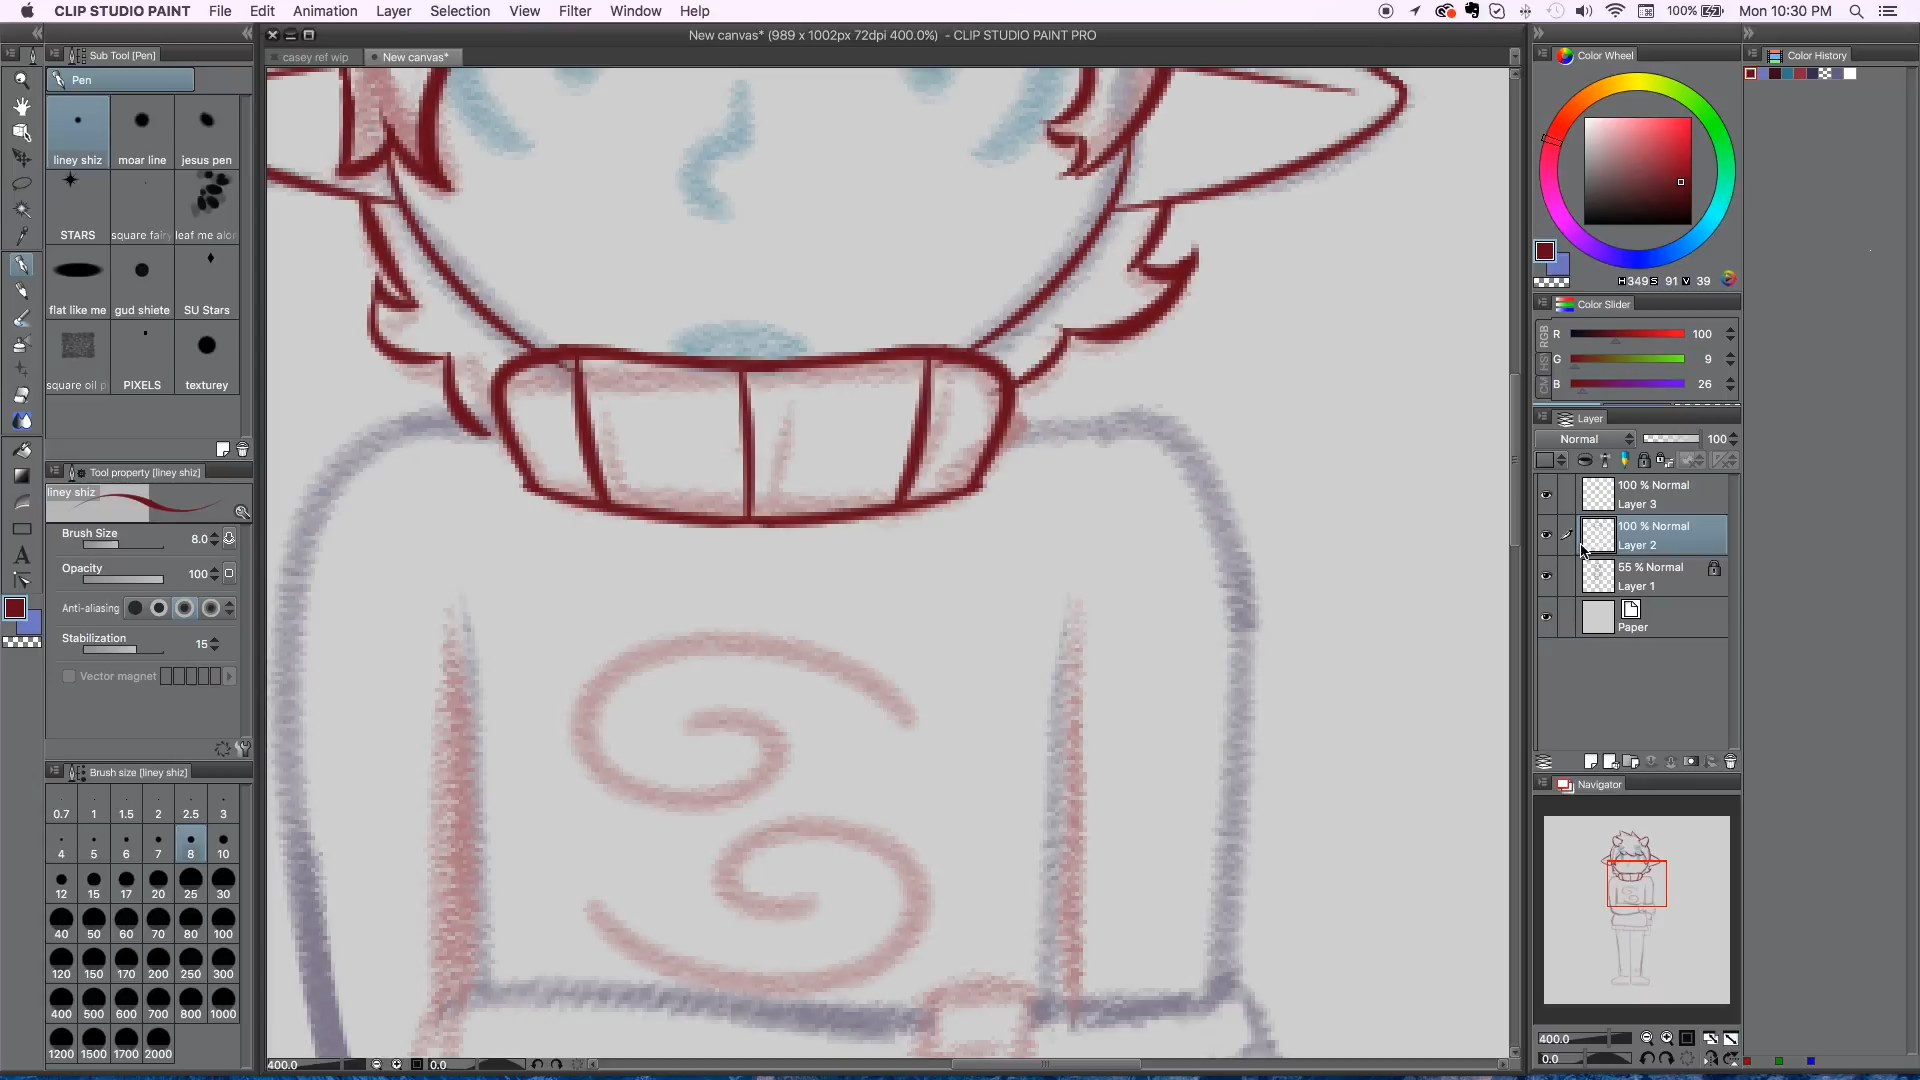 CLIP STUDIO PAINT File Edit Animation Layer Selection View Filter Window Help 100% Mon 10:30 PM
New canvas* (989 x 1002px 72dpi 400.0%) - CLIP STUDIO PAINT PRO
casey ref wip New canvas*
Sub Tool [Pen]
Pen
liney shiz moar line jesus pen
STARS square fairy leaf me alon
flat like me gud shiete SU Stars
square oil p PIXELS texturey
Tool property [liney shiz]
liney shiz
Brush Size 8.0
Opacity 100
Anti-aliasing
Stabilization 15
Vector magnet
Brush size [liney shiz]
0.7 1 1.5 2 2.5 3
4 5 6 7 8 10
12 15 17 20 25 30
40 50 60 70 80 100
120 150 170 200 250 300
400 500 600 700 800 1000
1200 1500 1700 2000
400.0 0.0
Color Wheel
H 349 S 91 V 39
Color Slider
RGB
R 100
G 9
B 26
Layer
Normal 100
100 % Normal
Layer 3
100 % Normal
Layer 2
55 % Normal
Layer 1
Paper
Navigator
400.0
0.0
Color History